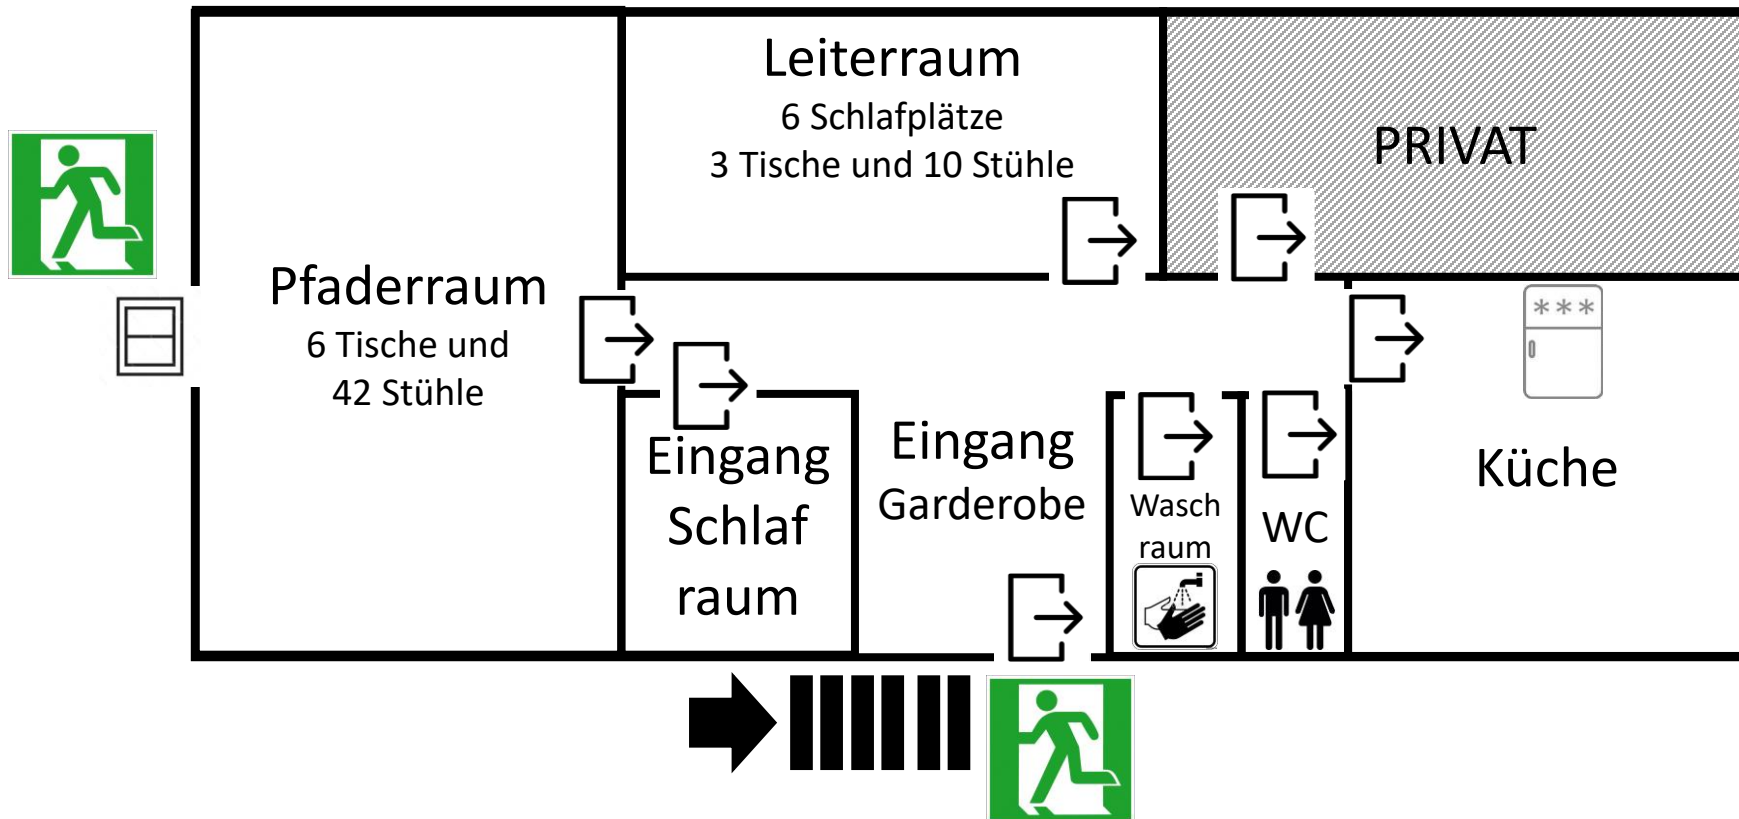 Leiterraum
6 Schlafplätze
3 Tische und 10 Stühle
PRIVAT
Pfaderraum
6 Tische und
42 Stühle
Eingang
Schlaf
raum
Eingang
Garderobe
Wasch
raum
WC
Küche